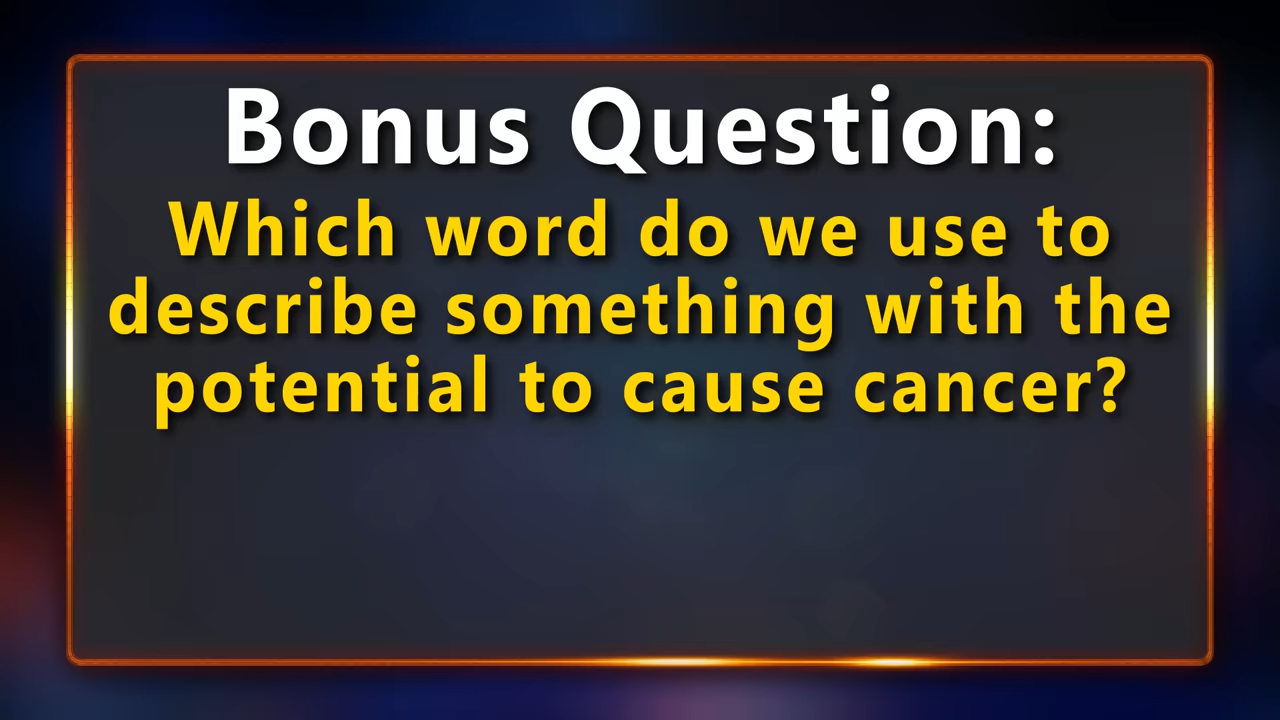 Bonus Question:
Which word do we use to
describe something with the
potential to cause cancer?